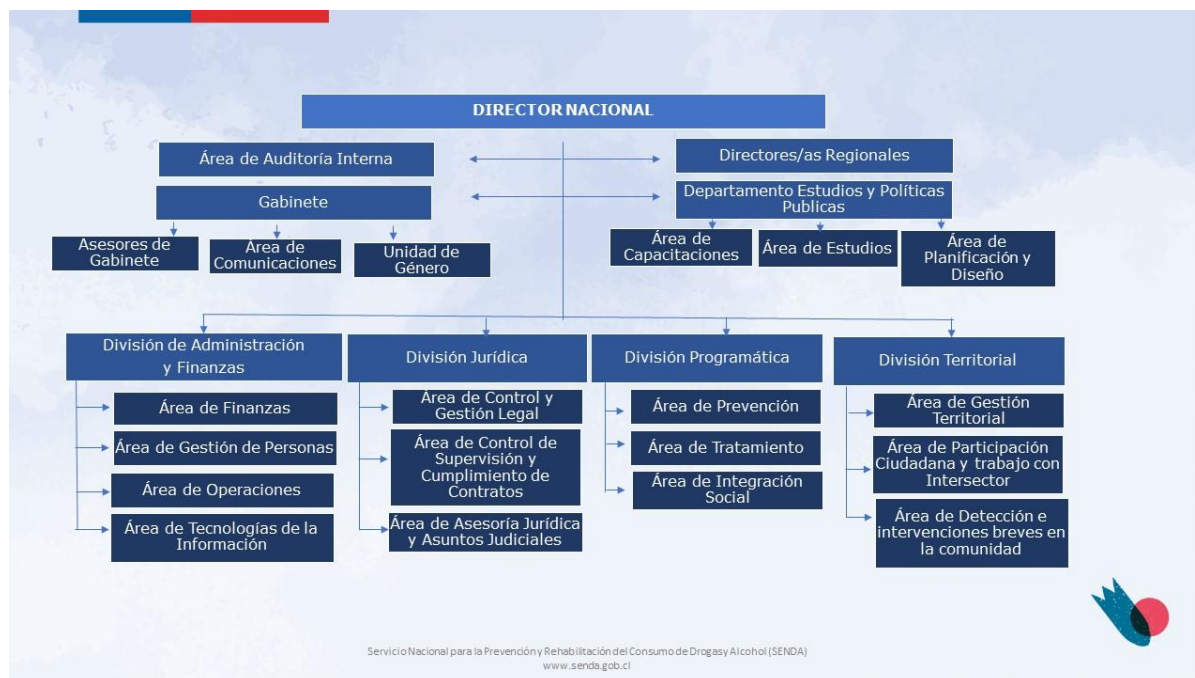 DIRECTOR NACIONAL
Área de Auditoría Interna
Directores/as Regionales
Gabinete
Departamento Estudios y Políticas
Publicas
Asesores de
Gabinete
Área de
Comunicaciones
Unidad de
Género
Área de
Capacitaciones
Área de Estudios
Área de
Planificación y
Diseño
División de Administración
y Finanzas
División Jurídica
División Programática
División Territorial
Área de Finanzas
Área de Gestión de Personas
Área de Operaciones
Área de Tecnologías de la
Información
Área de Control y
Gestión Legal
Área de Control de
Supervisión y
Cumplimiento de
Contratos
Área de Asesoría Jurídica
y Asuntos Judiciales
Área de Prevención
Área de Tratamiento
Área de Integración
Social
Área de Gestión
Territorial
Área de Participación
Ciudadana y trabajo con
Intersector
Área de Detección e
intervenciones breves en
la comunidad
Servicio Nacional para la Prevención y Rehabilitación del Consumo de Drogas y Alcohol (SENDA)
www.senda.gob.cl